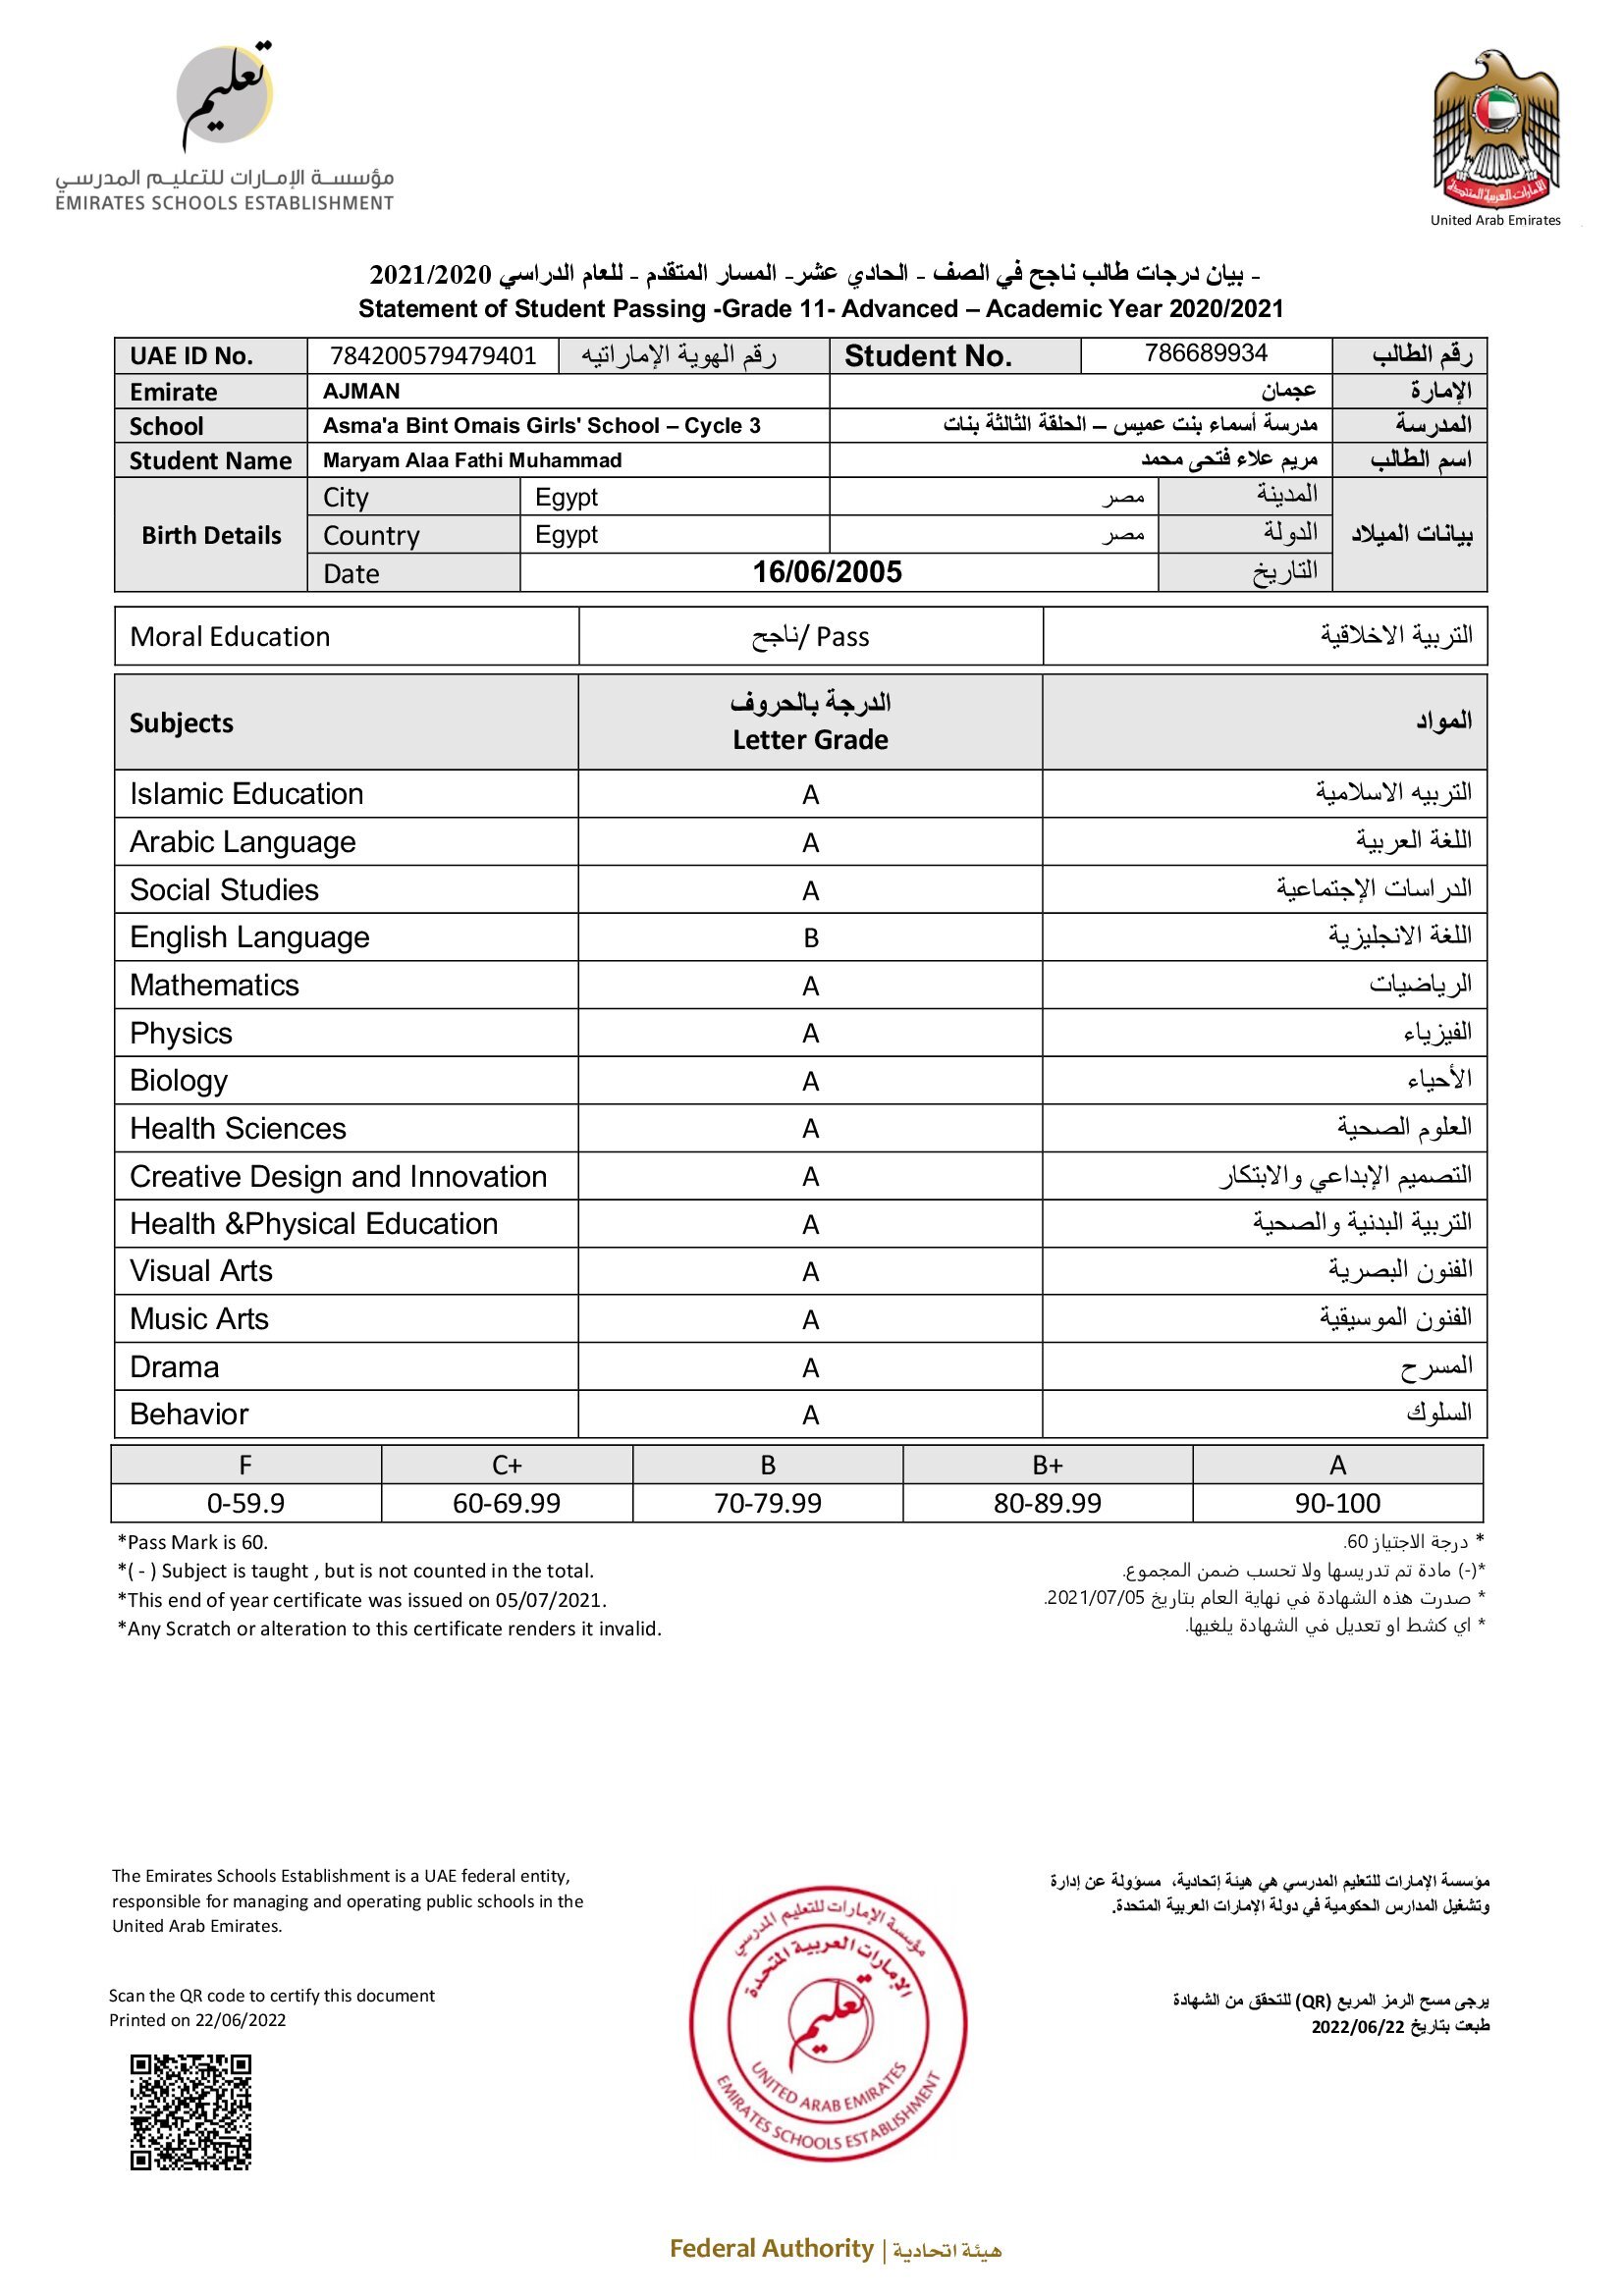 تعليم
مؤسسة الإمارات للتعليم المدرسي
EMIRATES SCHOOLS ESTABLISHMENT
الإمارات العربية المتحدة
United Arab Emirates
- بيان درجات طالب ناجح في الصف - الحادي عشر- المسار المتقدم - للعام الدراسي 2021/2020
Statement of Student Passing -Grade 11- Advanced – Academic Year 2020/2021
UAE ID No. 784200579479401 رقم الهوية الإماراتيه Student No. 786689934 رقم الطالب
Emirate AJMAN عجمان الإمارة
School Asma'a Bint Omais Girls' School – Cycle 3 مدرسة أسماء بنت عميس – الحلقة الثالثة بنات المدرسة
Student Name Maryam Alaa Fathi Muhammad مريم علاء فتحى محمد اسم الطالب
City Egypt مصر المدينة
Birth Details Country Egypt مصر الدولة بيانات الميلاد
Date 16/06/2005 التاريخ
Moral Education ناجح/ Pass التربية الاخلاقية
الدرجة بالحروف
Subjects Letter Grade المواد
Islamic Education A التربيه الاسلامية
Arabic Language A اللغة العربية
Social Studies A الدراسات الإجتماعية
English Language B اللغة الانجليزية
Mathematics A الرياضيات
Physics A الفيزياء
Biology A الأحياء
Health Sciences A العلوم الصحية
Creative Design and Innovation A التصميم الإبداعي والابتكار
Health &Physical Education A التربية البدنية والصحية
Visual Arts A الفنون البصرية
Music Arts A الفنون الموسيقية
Drama A المسرح
Behavior A السلوك
F C+ B B+ A
0-59.9 60-69.99 70-79.99 80-89.99 90-100
*Pass Mark is 60. * درجة الاجتياز 60.
*( - ) Subject is taught , but is not counted in the total. *(-) مادة تم تدريسها ولا تحسب ضمن المجموع.
*This end of year certificate was issued on 05/07/2021. * صدرت هذه الشهادة في نهاية العام بتاريخ 2021/07/05.
*Any Scratch or alteration to this certificate renders it invalid. * اي كشط او تعديل في الشهادة يلغيها.
The Emirates Schools Establishment is a UAE federal entity,
responsible for managing and operating public schools in the
United Arab Emirates.
مؤسسة الإمارات للتعليم المدرسي هي هيئة إتحادية، مسؤولة عن إدارة
وتشغيل المدارس الحكومية في دولة الإمارات العربية المتحدة.
مؤسسة الإمارات للتعليم المدرسي
الإمارات العربية المتحدة
تعليم
UNITED ARAB EMIRATES
EMIRATES SCHOOLS ESTABLISHMENT
Scan the QR code to certify this document
Printed on 22/06/2022
يرجى مسح الرمز المربع (QR) للتحقق من الشهادة
طبعت بتاريخ 2022/06/22
Federal Authority | هيئة اتحادية